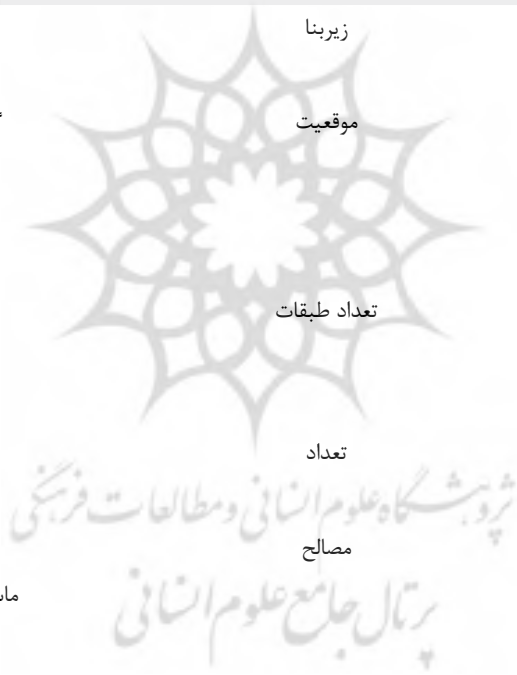 زیربنا
موقعیت
تعداد طبقات
تعداد
پژوهشگاه علوم انسانی و مطالعات فرهنگی
مصالح
پرتال جامع علوم انسانی